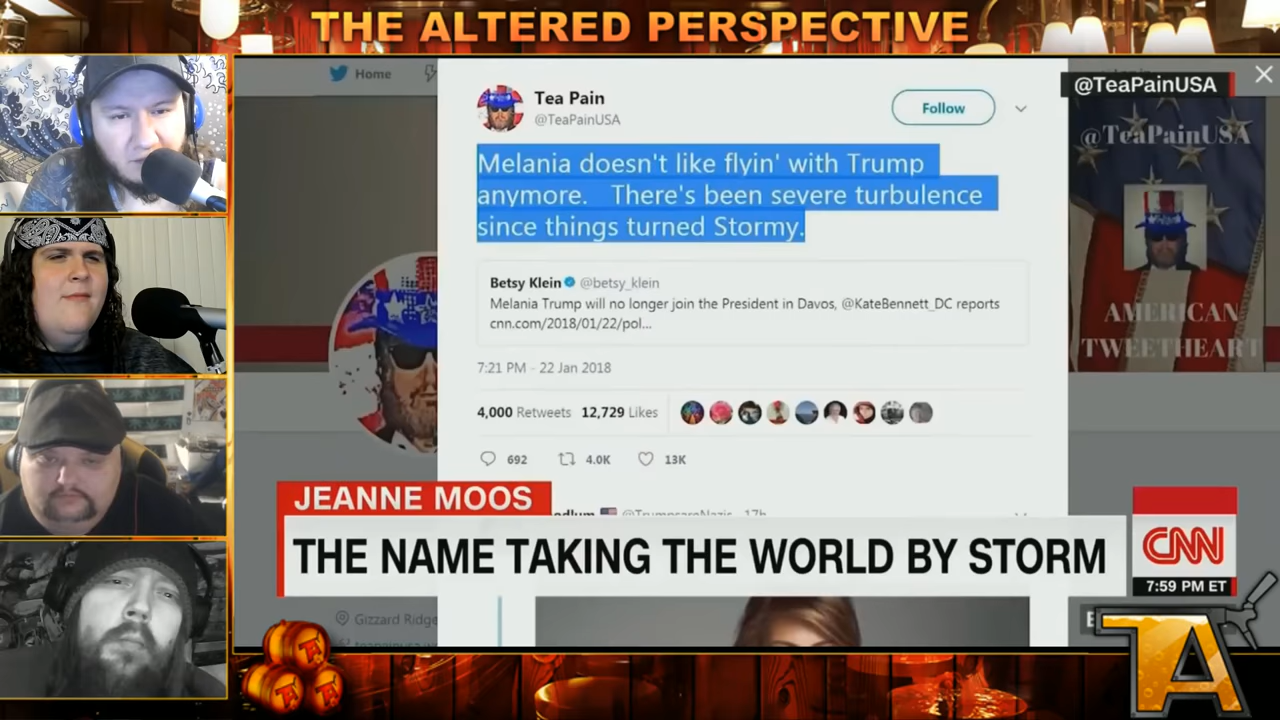 THE ALTERED PERSPECTIVE
Home
@TeaPainUSA
Tea Pain
@TeaPainUSA
Follow
@TeaPainUSA
Melania doesn't like flyin' with Trump
anymore. There's been severe turbulence
since things turned Stormy.
Betsy Klein @betsy_klein
Melania Trump will no longer join the President in Davos, @KateBennett_DC reports
cnn.com/2018/01/22/pol...
AMERICAN
TWEETHEART
7:21 PM - 22 Jan 2018
4,000 Retweets 12,729 Likes
692 4.0K 13K
JEANNE MOOS
THE NAME TAKING THE WORLD BY STORM
CNN
7:59 PM ET
Gizzard Ridge
TA